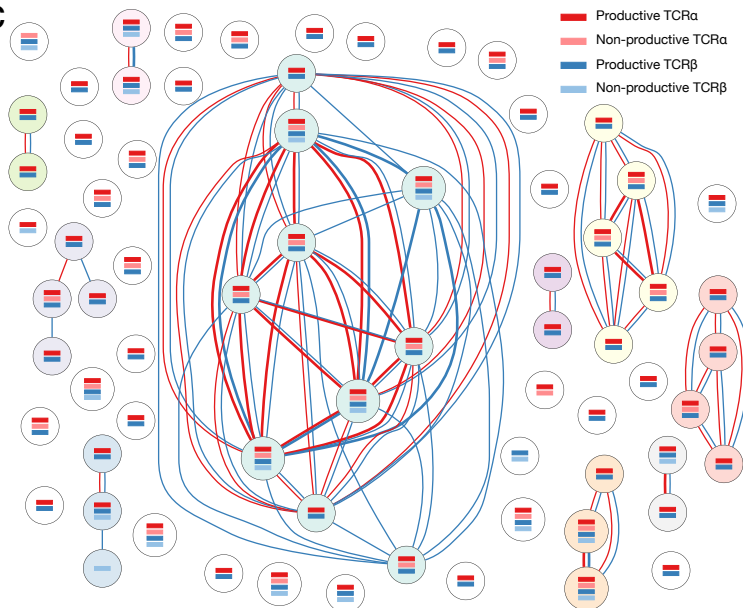 C
Productive TCRα
Non-productive TCRα
Productive TCRβ
Non-productive TCRβ